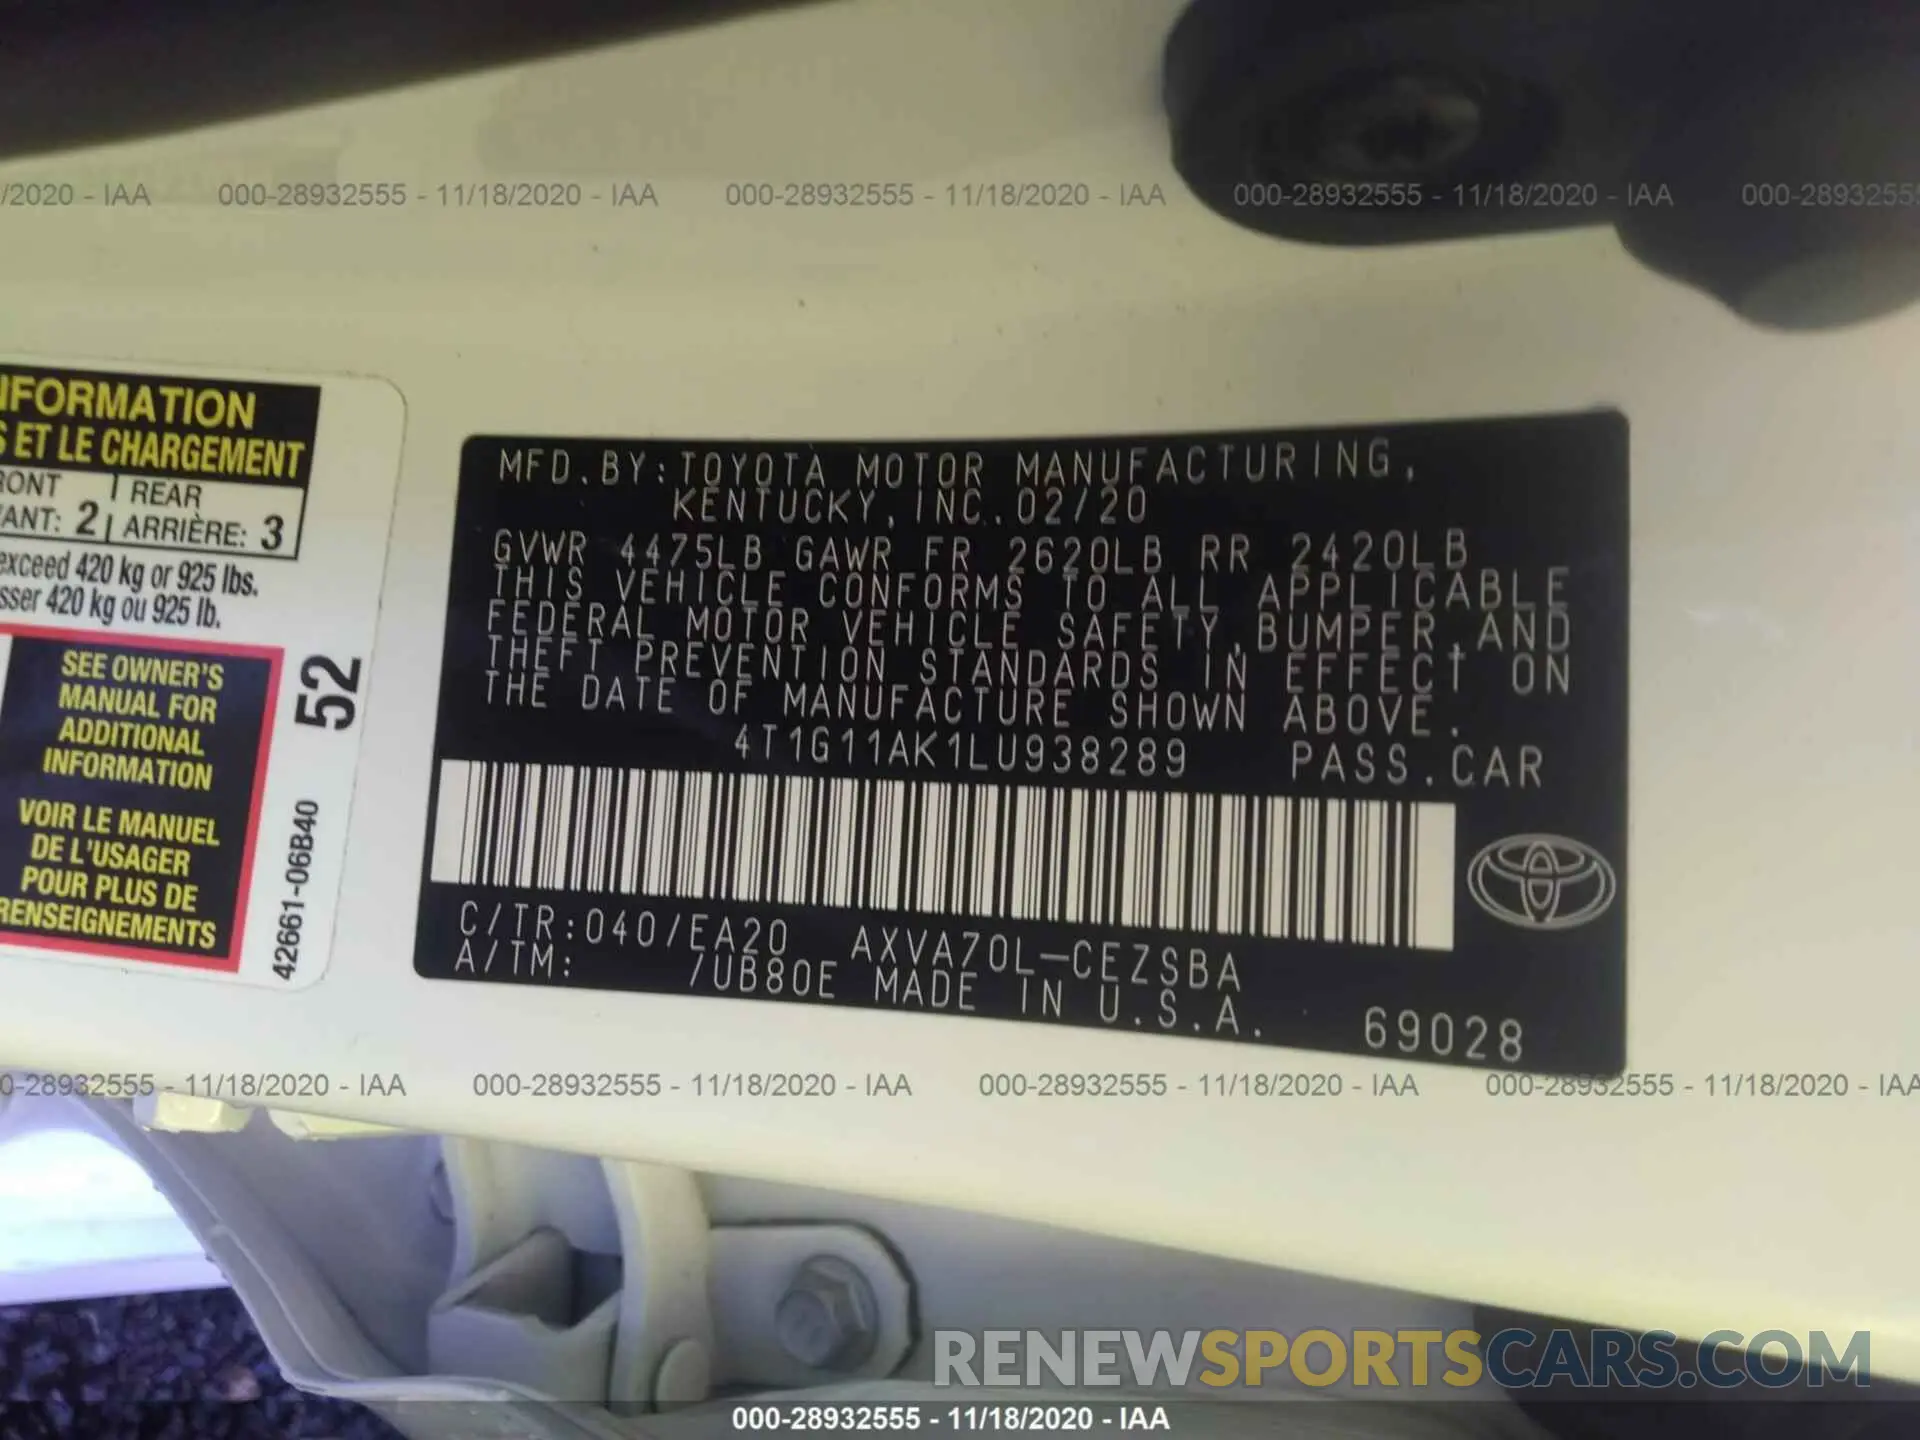 /2020 - IAA 000-28932555 - 11/18/2020 - IAA 000-28932555 - 11/18/2020 - IAA 000-28932555 - 11/18/2020 - IAA 000-28932555
NFORMATION
S ET LE CHARGEMENT
RONT REAR
ANT: 2 ARRIÈRE: 3
exceed 420 kg or 925 lbs.
sser 420 kg ou 925 lb.
SEE OWNER'S
MANUAL FOR
ADDITIONAL
INFORMATION
VOIR LE MANUEL
DE L'USAGER
POUR PLUS DE
RENSEIGNEMENTS
52
42661-06B40
MFD.BY:TOYOTA MOTOR MANUFACTURING,
KENTUCKY, INC. 02/20
GVWR 4475LB GAWR FR 2620LB RR 2420LB
THIS VEHICLE CONFORMS TO ALL APPLICABLE
FEDERAL MOTOR VEHICLE SAFETY,BUMPER,AND
THEFT PREVENTION STANDARDS IN EFFECT ON
THE DATE OF MANUFACTURE SHOWN ABOVE.
4T1G11AK1LU938289 PASS.CAR
C/TR:040/EA20 AXVA70L-CEZSBA
A/TM: /UB80E MADE IN U.S.A. 69028
0-28932555 - 11/18/2020 - IAA 000-28932555 - 11/18/2020 - IAA 000-28932555 - 11/18/2020 - IAA 000-28932555 - 11/18/2020 - IAA
RENEWSPORTSCARS.COM
000-28932555 - 11/18/2020 - IAA